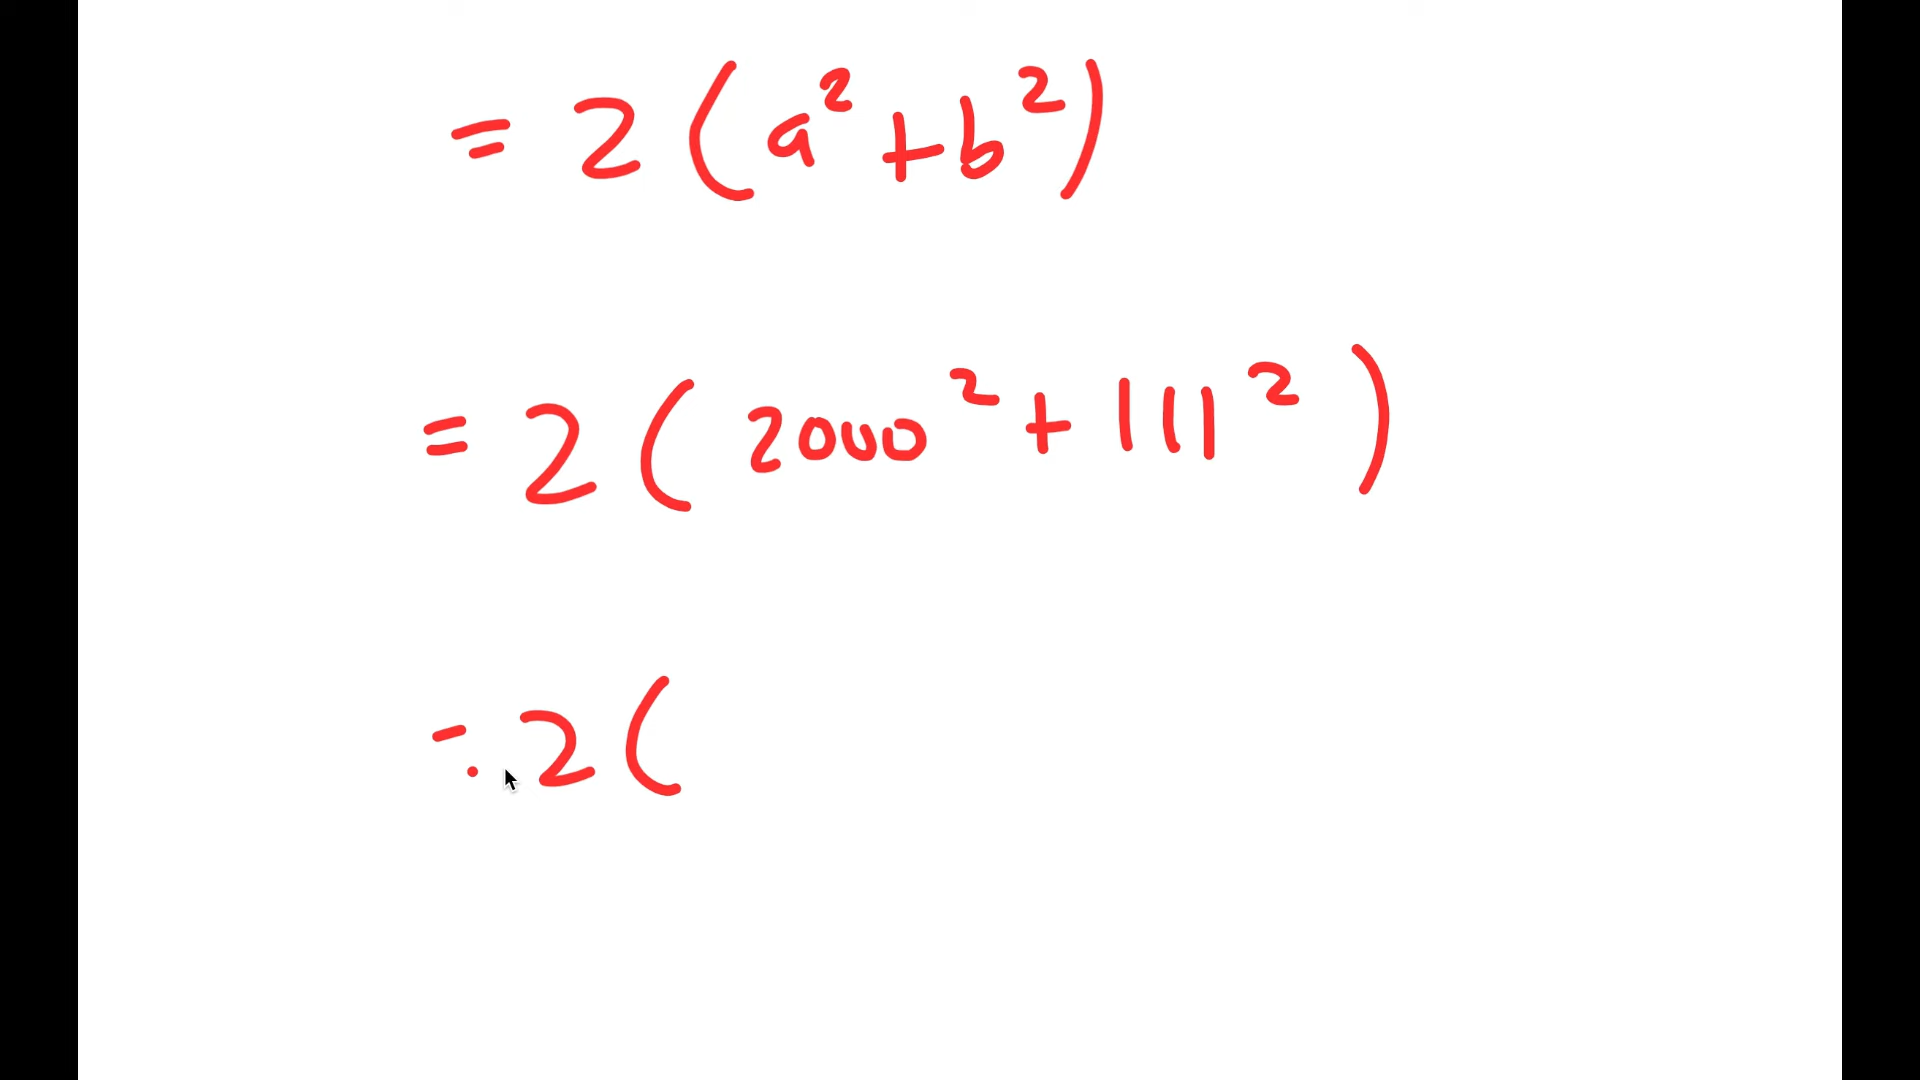 = 2 (a² + b²)
= 2 (2000² + 111²)
= 2 (